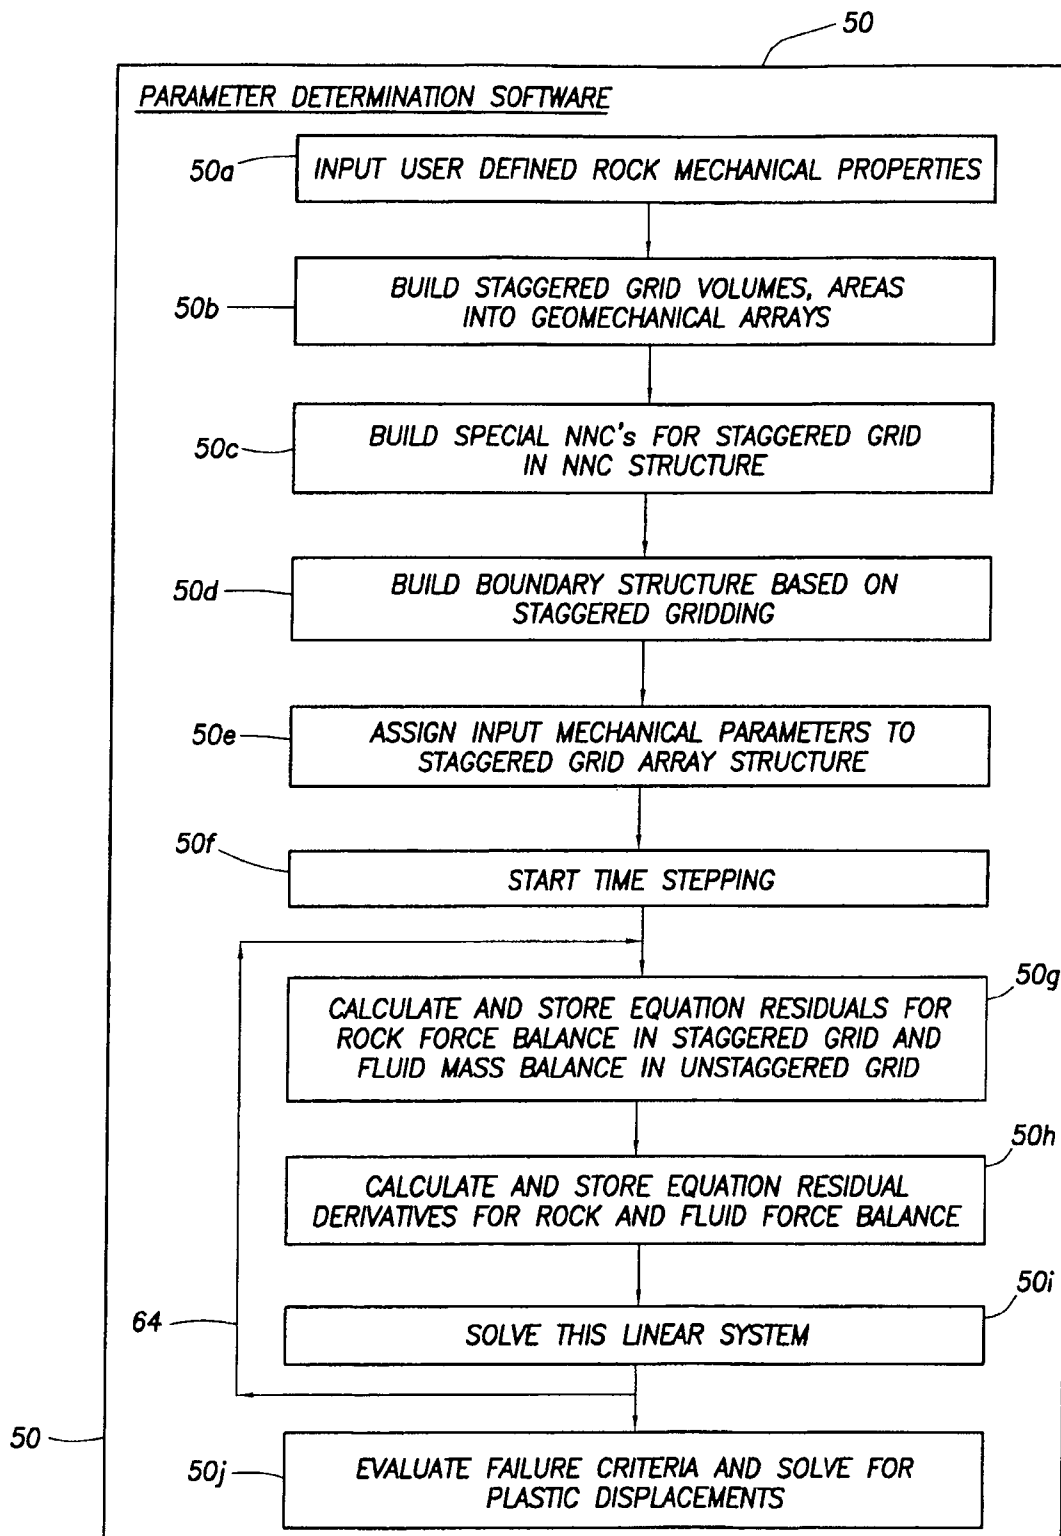 50
PARAMETER DETERMINATION SOFTWARE
50a
INPUT USER DEFINED ROCK MECHANICAL PROPERTIES
50b
BUILD STAGGERED GRID VOLUMES, AREAS
INTO GEOMECHANICAL ARRAYS
50c
BUILD SPECIAL NNC's FOR STAGGERED GRID
IN NNC STRUCTURE
50d
BUILD BOUNDARY STRUCTURE BASED ON
STAGGERED GRIDDING
50e
ASSIGN INPUT MECHANICAL PARAMETERS TO
STAGGERED GRID ARRAY STRUCTURE
50f
START TIME STEPPING
50g
CALCULATE AND STORE EQUATION RESIDUALS FOR
ROCK FORCE BALANCE IN STAGGERED GRID AND
FLUID MASS BALANCE IN UNSTAGGERED GRID
50h
CALCULATE AND STORE EQUATION RESIDUAL
DERIVATIVES FOR ROCK AND FLUID FORCE BALANCE
50i
64
SOLVE THIS LINEAR SYSTEM
50
50j
EVALUATE FAILURE CRITERIA AND SOLVE FOR
PLASTIC DISPLACEMENTS